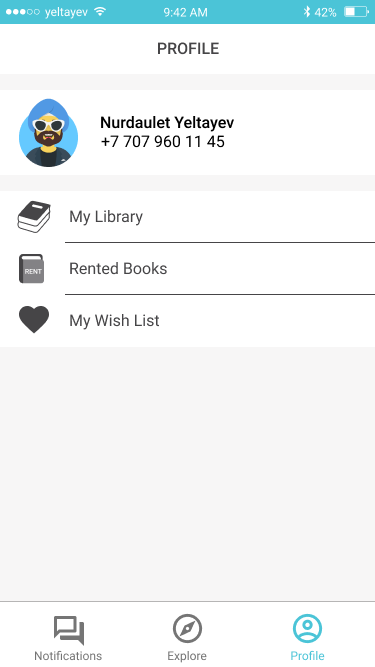 yeltayev 9:42 AM 42%
PROFILE
Nurdaulet Yeltayev
+7 707 960 11 45
My Library
RENT
Rented Books
My Wish List
Notifications Explore Profile